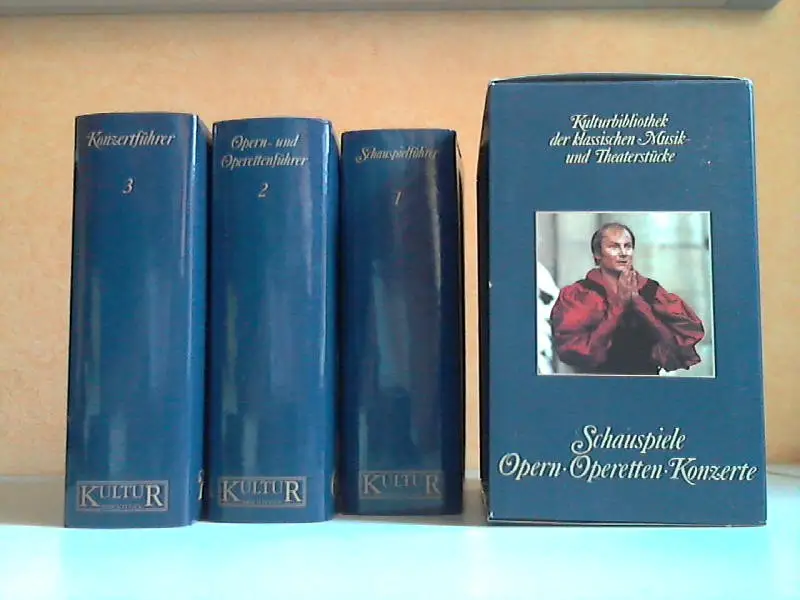 Konzertführer
3
KULTUR
Opern- und
Operettenführer
2
KULTUR
Schauspielführer
1
KULTUR
Kulturbibliothek
der klassischen Musik-
und Theaterstücke
Schauspiele
Opern · Operetten · Konzerte